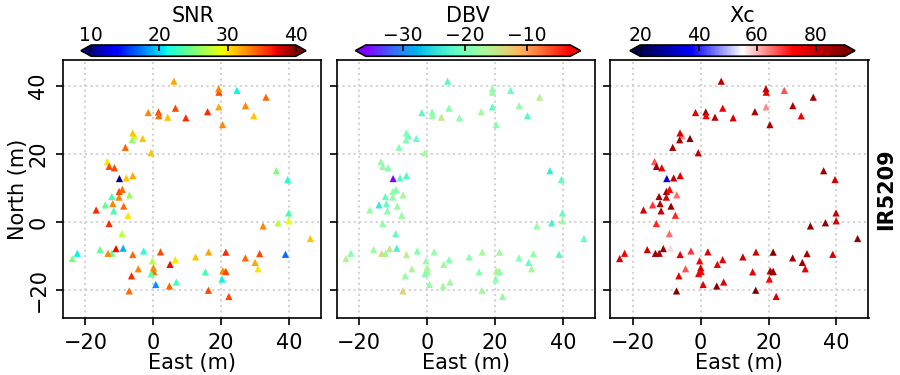 SNR DBV Xc
10 20 30 40 −30 −20 −10 20 40 60 80
North (m)
40
20
0
−20
IR5209
−20 0 20 40 −20 0 20 40 −20 0 20 40
East (m) East (m) East (m)